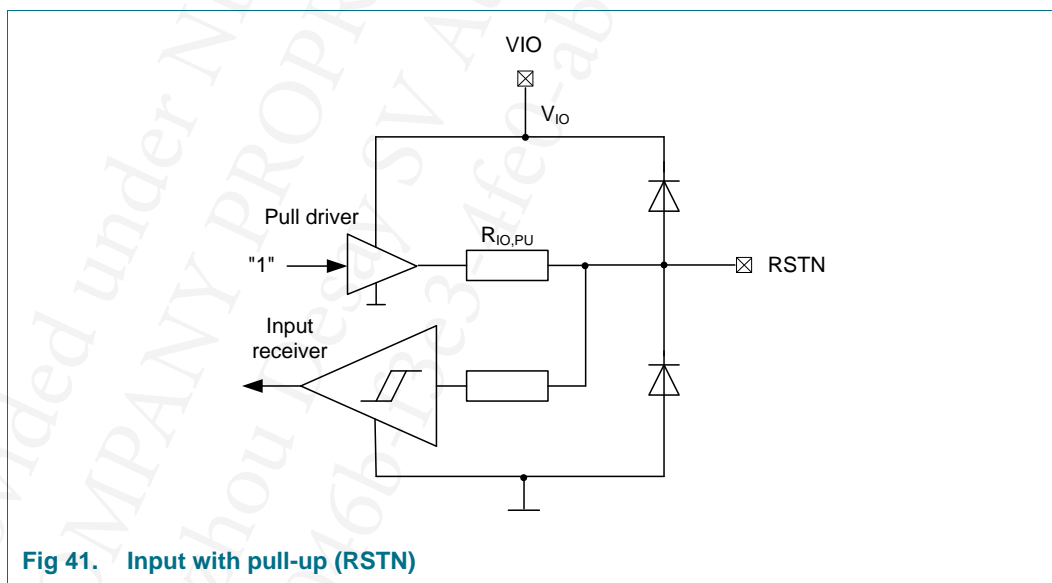 VIO
V_IO
Pull driver
R_IO,PU
"1"
RSTN
Input
receiver
Fig 41. Input with pull-up (RSTN)